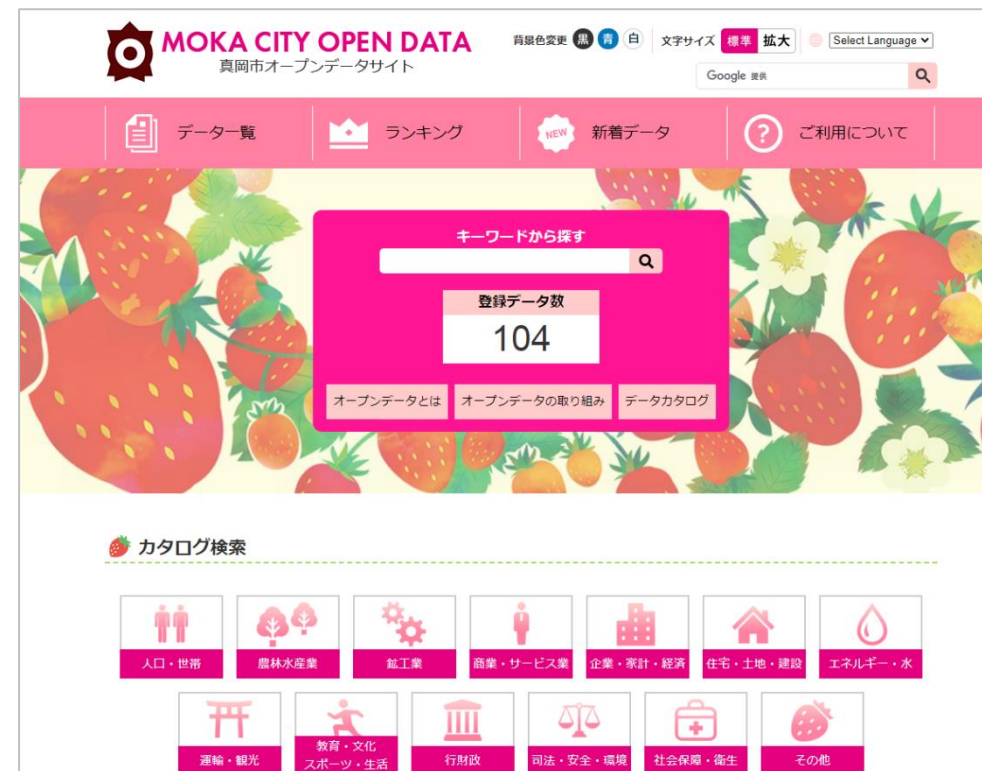 MOKA CITY OPEN DATA
真岡市オープンデータサイト
背景色変更 黒 青 白 文字サイズ 標準 拡大 Select Language
Google 提供
データ一覧 ランキング NEW 新着データ ? ご利用について
キーワードから探す
登録データ数
104
オープンデータとは オープンデータの取り組み データカタログ
カタログ検索
人口・世帯 農林水産業 鉱工業 商業・サービス業 企業・家計・経済 住宅・土地・建設 エネルギー・水
運輸・観光 教育・文化 行財政 司法・安全・環境 社会保障・衛生 その他
スポーツ・生活